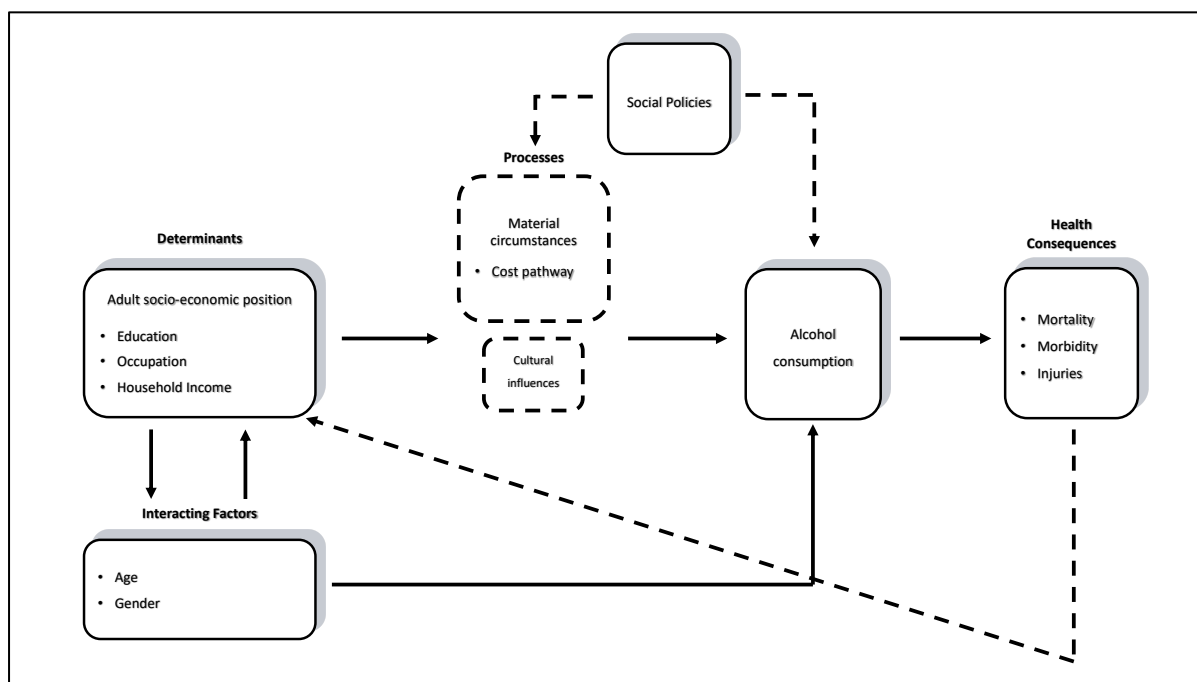 Social Policies
Processes
Material
circumstances
• Cost pathway
Cultural
influences
Determinants
Adult socio-economic position
• Education
• Occupation
• Household Income
Interacting Factors
• Age
• Gender
Alcohol
consumption
Health
Consequences
• Mortality
• Morbidity
• Injuries